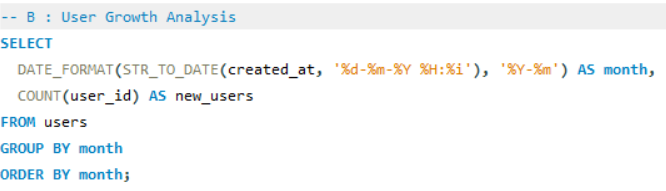 -- B : User Growth Analysis
SELECT
  DATE_FORMAT(STR_TO_DATE(created_at, '%d-%m-%Y %H:%i'), '%Y-%m') AS month,
  COUNT(user_id) AS new_users
FROM users
GROUP BY month
ORDER BY month;